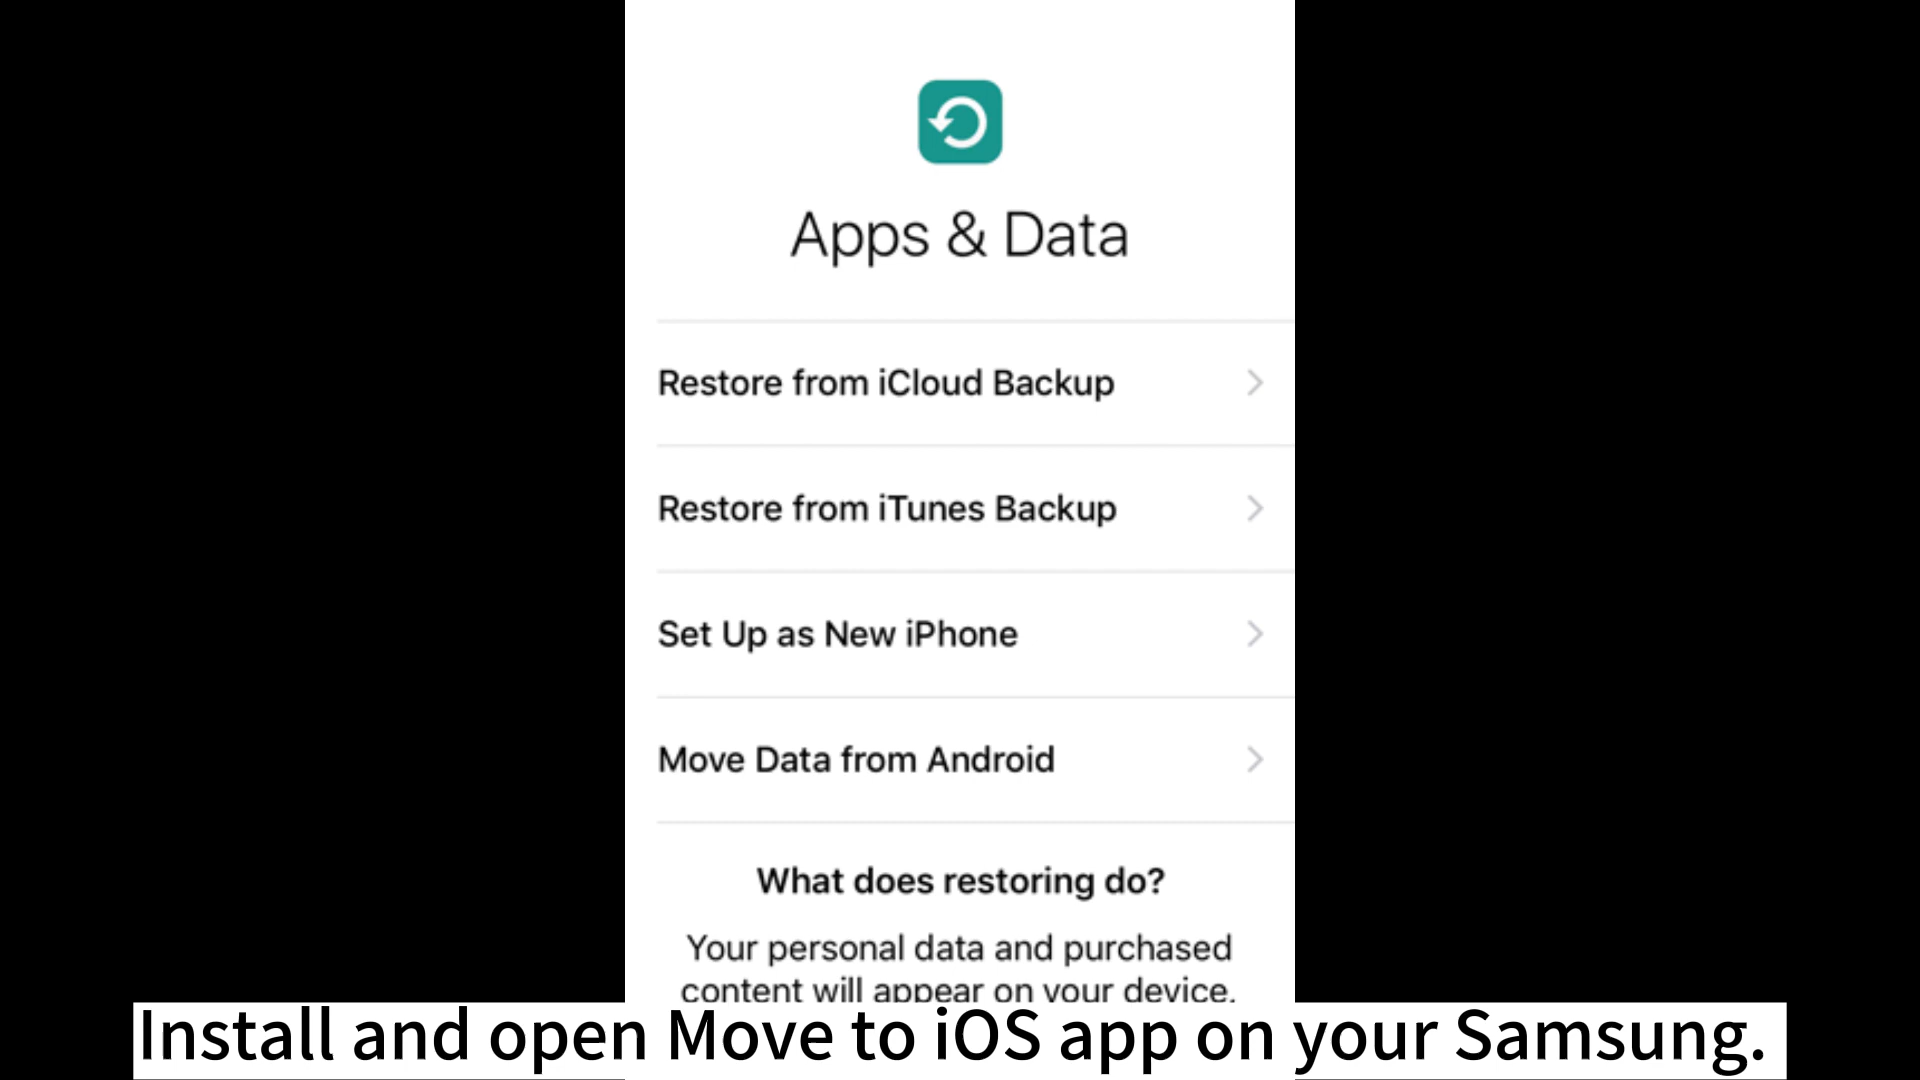 Apps & Data
Restore from iCloud Backup
Restore from iTunes Backup
Set Up as New iPhone
Move Data from Android
What does restoring do?
Your personal data and purchased
content will appear on your device.
Install and open Move to iOS app on your Samsung.